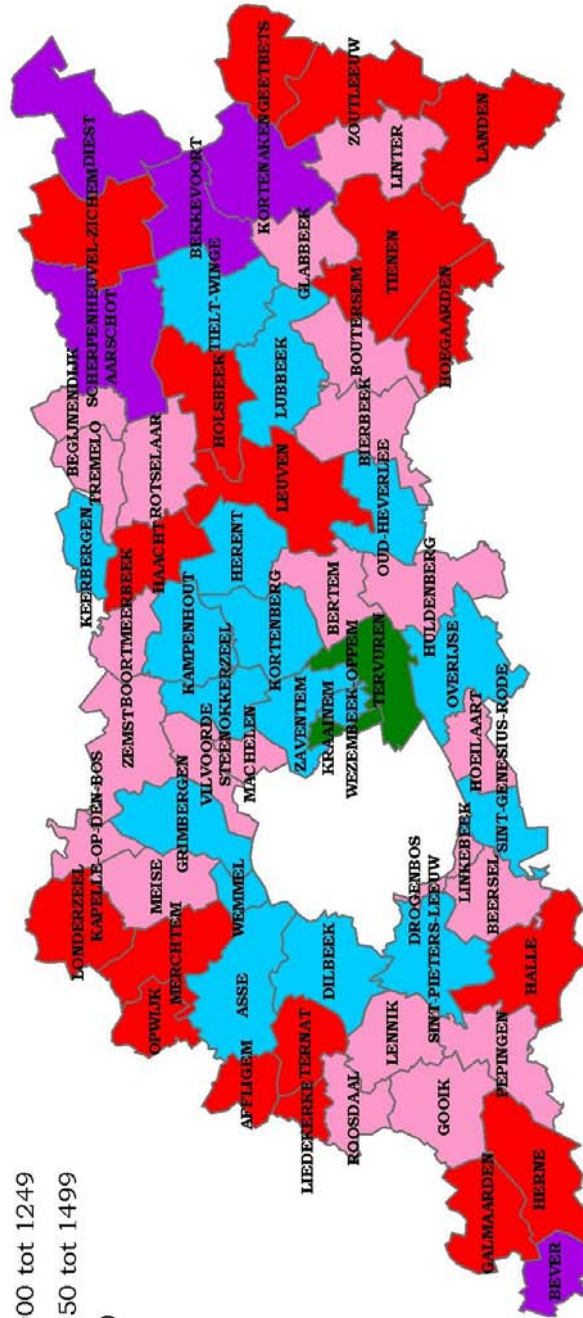 00 tot 1249
50 tot 1499
KAPELLE-OP-DEN-BOS
LONDERZEEL
MEISE
MERCHTEM
OPWIJK
GRIMBERGEN
WEMMEL
ASSE
AFFLIGEM
ZEMST
BOORTMEERBEEK
VILVOORDE
STEENOKKERZEEL
MACHELEN
KAMPENHOUT
KEERBERGEN
HAACHT
TREMELO
BEGIJNENDIJK
ROTSELAAR
AARSCHOT
SCHERPENHEUVEL-ZICHEM
DIEST
HERENT
KORTENBERG
ZAVENTEM
KRAAINEM
WEZEMBEEK-OPPEM
TERVUREN
BERTEM
LEUVEN
HOLSBEEK
TIELT-WINGE
BEKKEVOORT
LUBBEEK
KORTENAKEN
GEETBETS
GLABBEEK
LINTER
ZOUTLEEUW
LANDEN
TIENEN
BOUTERSEM
HOEGAARDEN
BIERBEEK
OUD-HEVERLEE
HULDENBERG
OVERIJSE
HOEILAART
SINT-GENESIUS-RODE
LINKEBEEK
DROGENBOS
BEERSEL
SINT-PIETERS-LEEUW
DILBEEK
TERNAT
LIEDEKERKE
ROOSDAAL
LENNIK
GOOIK
PEPINGEN
HALLE
GALMAARDEN
HERNE
BEVER